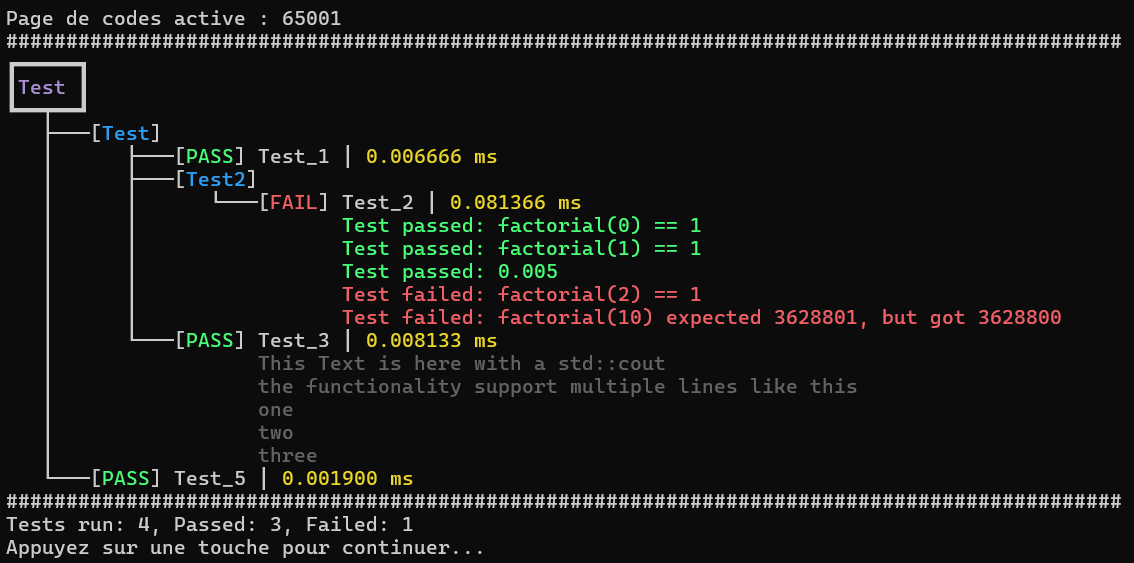 Page de codes active : 65001
#############################################################################################
Test
[Test]
[PASS] Test_1 | 0.006666 ms
[Test2]
[FAIL] Test_2 | 0.081366 ms
Test passed: factorial(0) == 1
Test passed: factorial(1) == 1
Test passed: 0.005
Test failed: factorial(2) == 1
Test failed: factorial(10) expected 3628801, but got 3628800
[PASS] Test_3 | 0.008133 ms
This Text is here with a std::cout
the functionality support multiple lines like this
one
two
three
[PASS] Test_5 | 0.001900 ms
#############################################################################################
Tests run: 4, Passed: 3, Failed: 1
Appuyez sur une touche pour continuer...